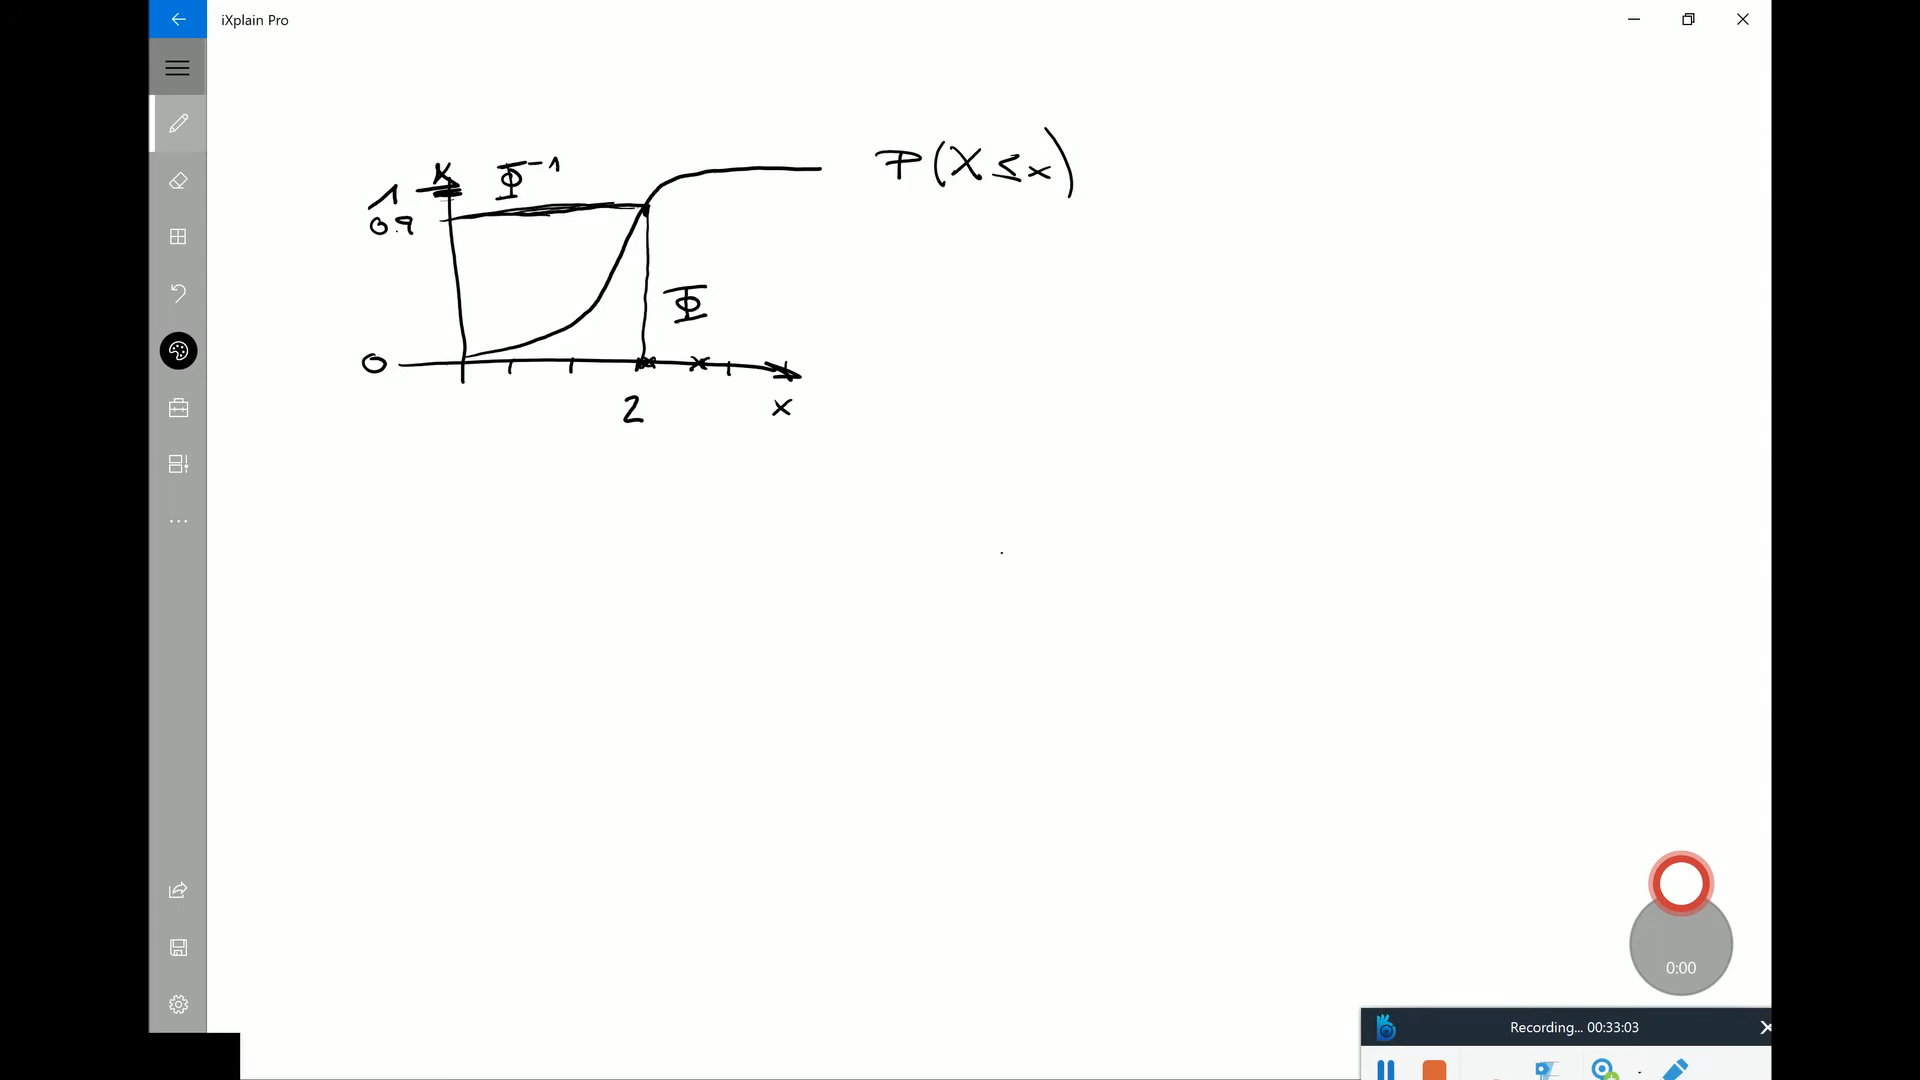 iXplain Pro
P(X ≤ x)
Φ⁻¹
1
0.9
Φ
0
2 x
0:00
Recording... 00:33:03